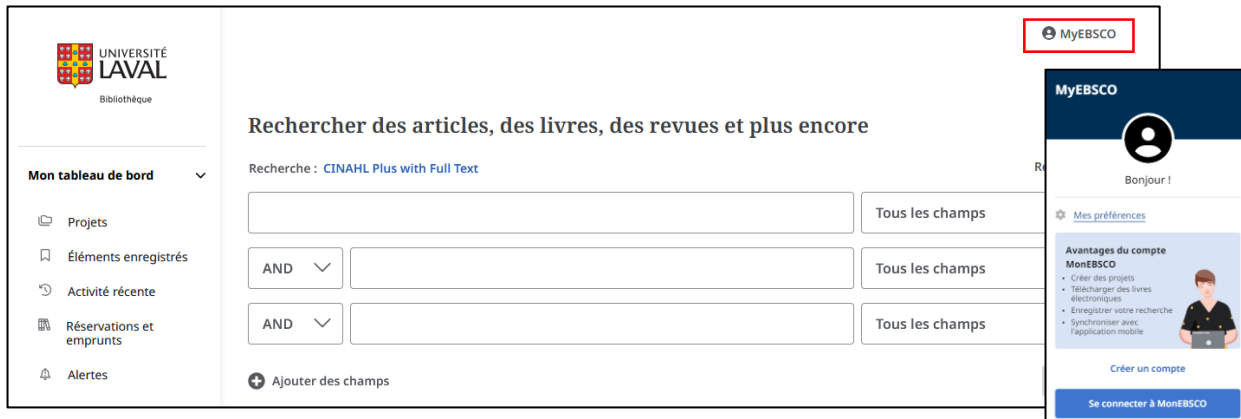 UNIVERSITÉ
LAVAL
Bibliothèque
MyEBSCO
Rechercher des articles, des livres, des revues et plus encore
Mon tableau de bord
Recherche : CINAHL Plus with Full Text
Tous les champs
Projets
Éléments enregistrés
AND
Tous les champs
Activité récente
Réservations et
emprunts
AND
Tous les champs
Alertes
Ajouter des champs
MyEBSCO
Bonjour !
Mes préférences
Avantages du compte
MonEBSCO
• Créer des projets
• Télécharger des livres
électroniques
• Enregistrer votre recherche
• Synchroniser avec
l'application mobile
Créer un compte
Se connecter à MonEBSCO